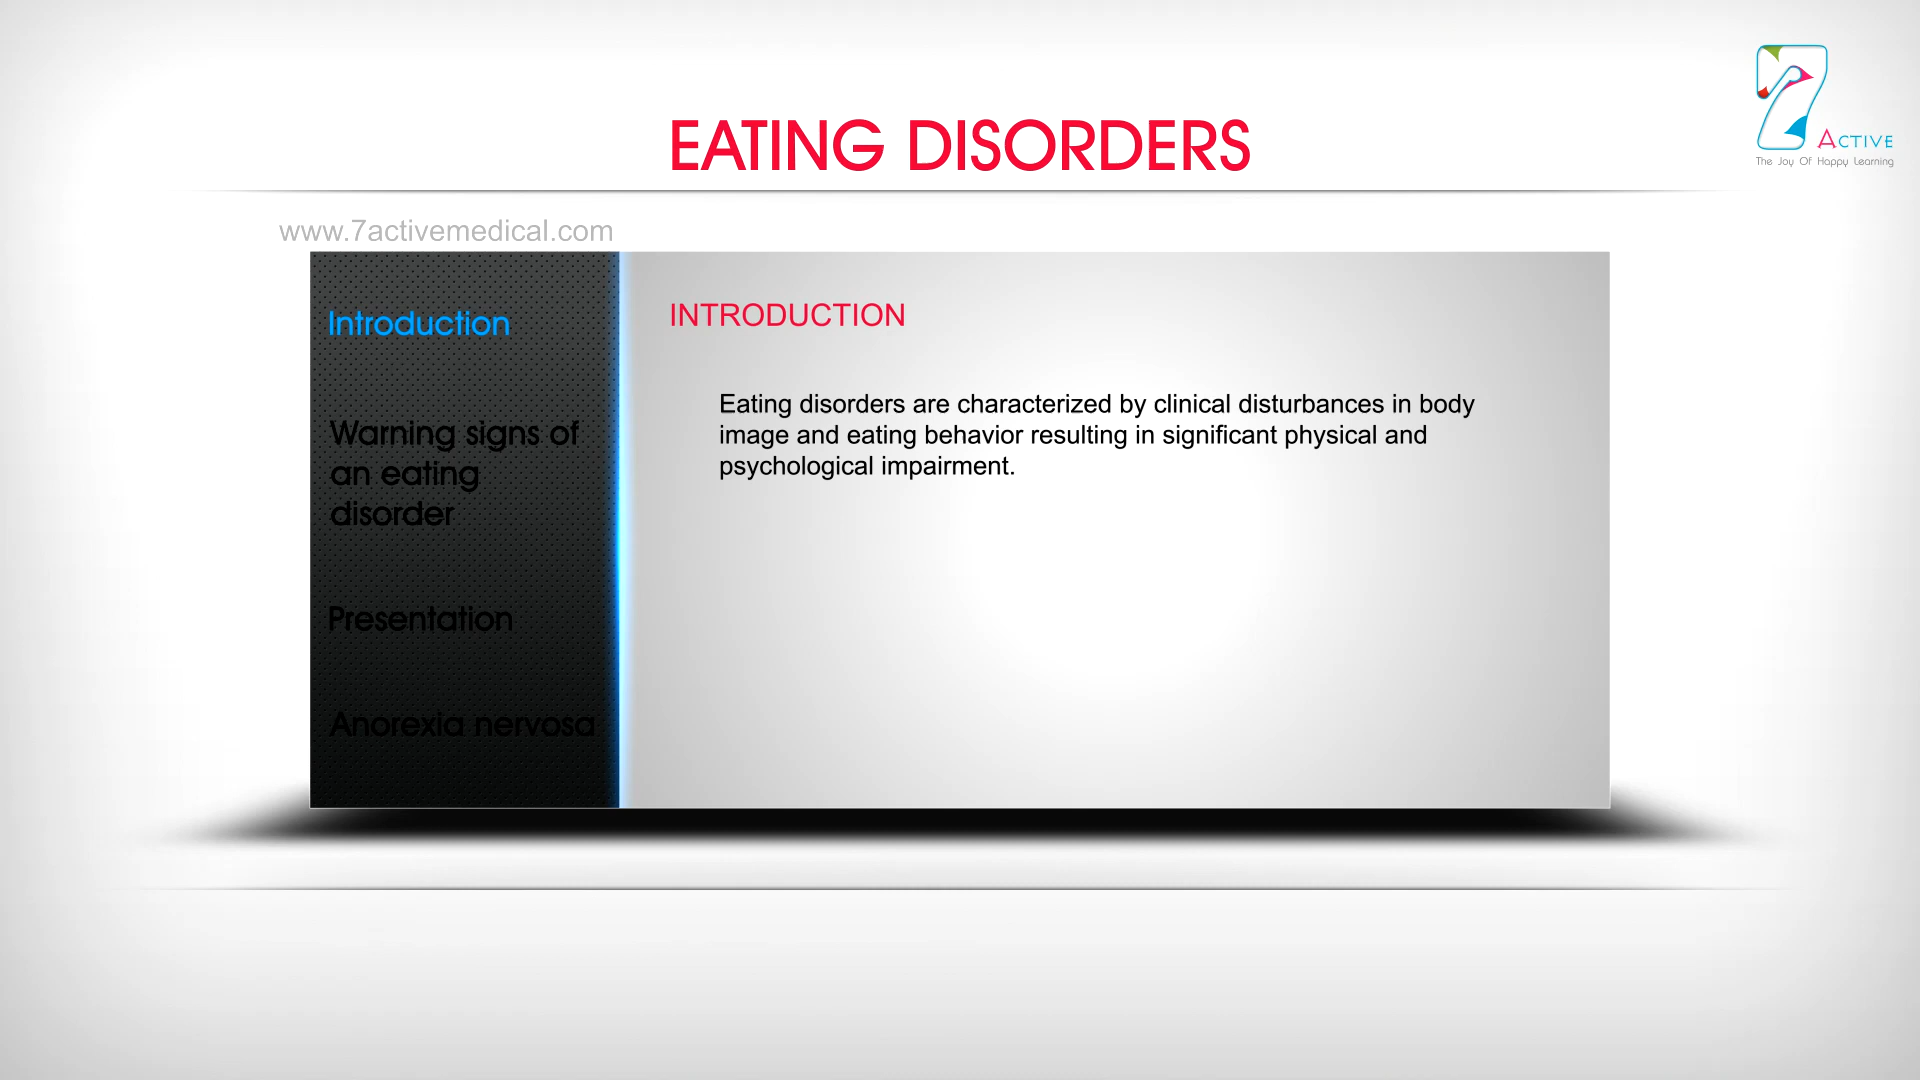 EATING DISORDERS
7 ACTIVE
The Joy Of Happy Learning
www.7activemedical.com
Introduction
Warning signs of
an eating
disorder
Presentation
Anorexia nervosa
INTRODUCTION
Eating disorders are characterized by clinical disturbances in body
image and eating behavior resulting in significant physical and
psychological impairment.